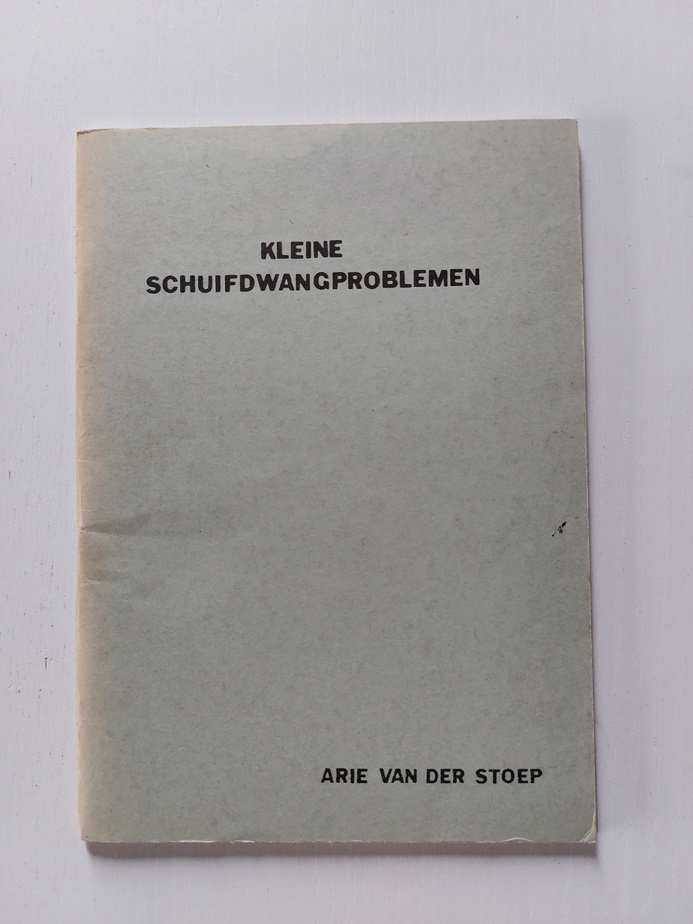 KLEINE
SCHUIFDWANGPROBLEMEN
ARIE VAN DER STOEP